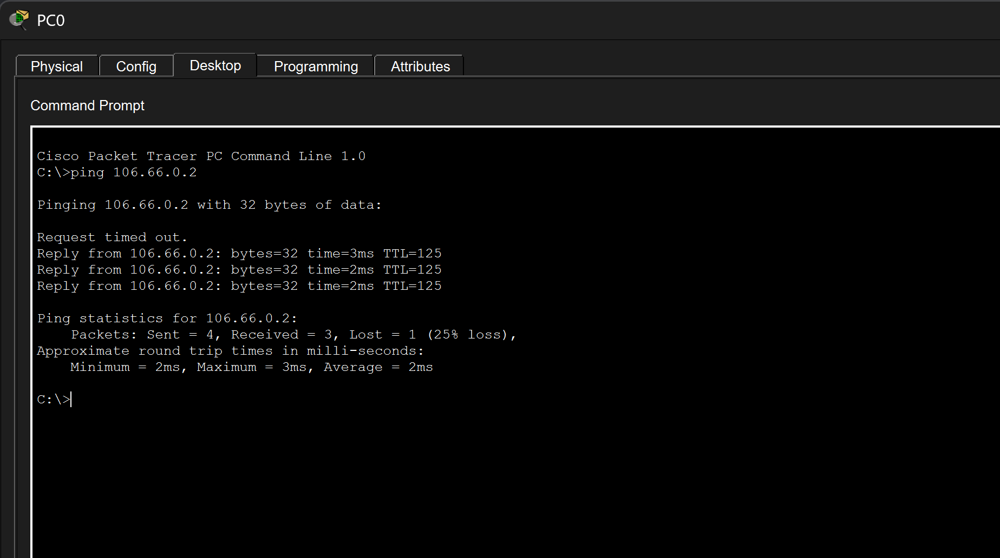 PC0
Physical Config Desktop Programming Attributes
Command Prompt
Cisco Packet Tracer PC Command Line 1.0
C:\>ping 106.66.0.2
Pinging 106.66.0.2 with 32 bytes of data:
Request timed out.
Reply from 106.66.0.2: bytes=32 time=3ms TTL=125
Reply from 106.66.0.2: bytes=32 time=2ms TTL=125
Reply from 106.66.0.2: bytes=32 time=2ms TTL=125
Ping statistics for 106.66.0.2:
Packets: Sent = 4, Received = 3, Lost = 1 (25% loss),
Approximate round trip times in milli-seconds:
Minimum = 2ms, Maximum = 3ms, Average = 2ms
C:\>